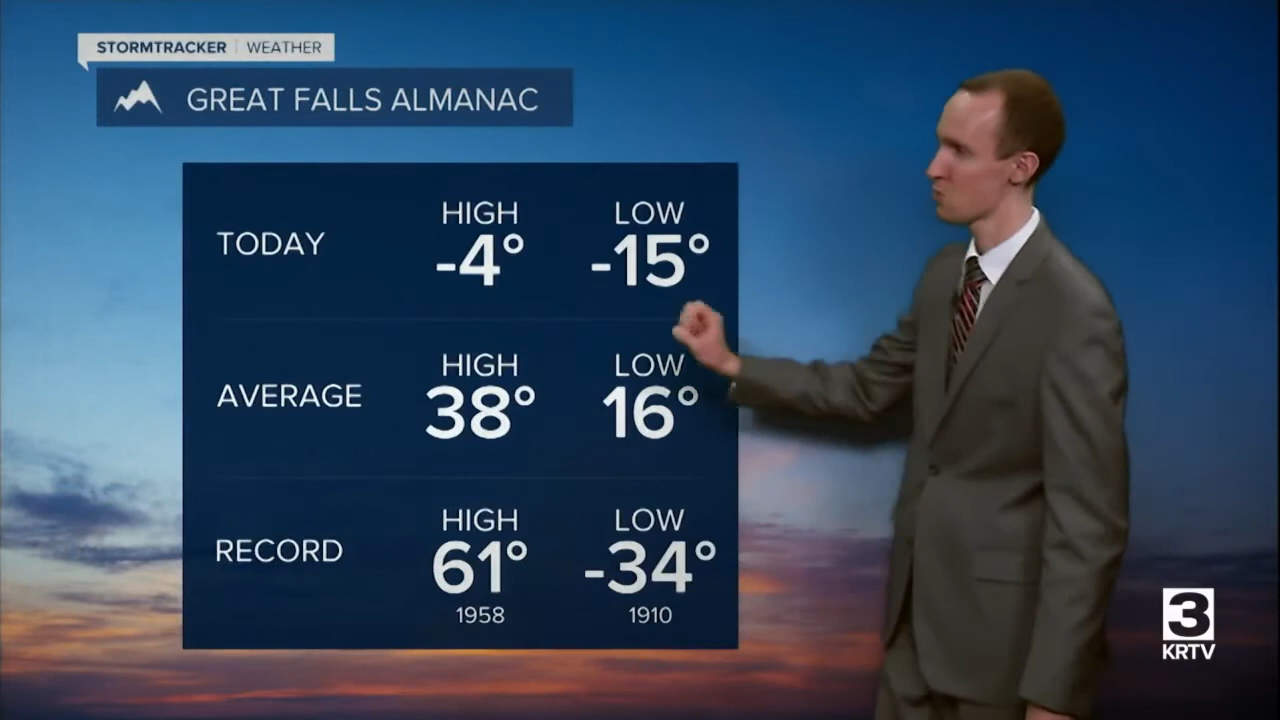 STORMTRACKER | WEATHER
GREAT FALLS ALMANAC
TODAY
HIGH
-4°
LOW
-15°
AVERAGE
HIGH
38°
LOW
16°
RECORD
HIGH
61°
1958
LOW
-34°
1910
3
KRTV